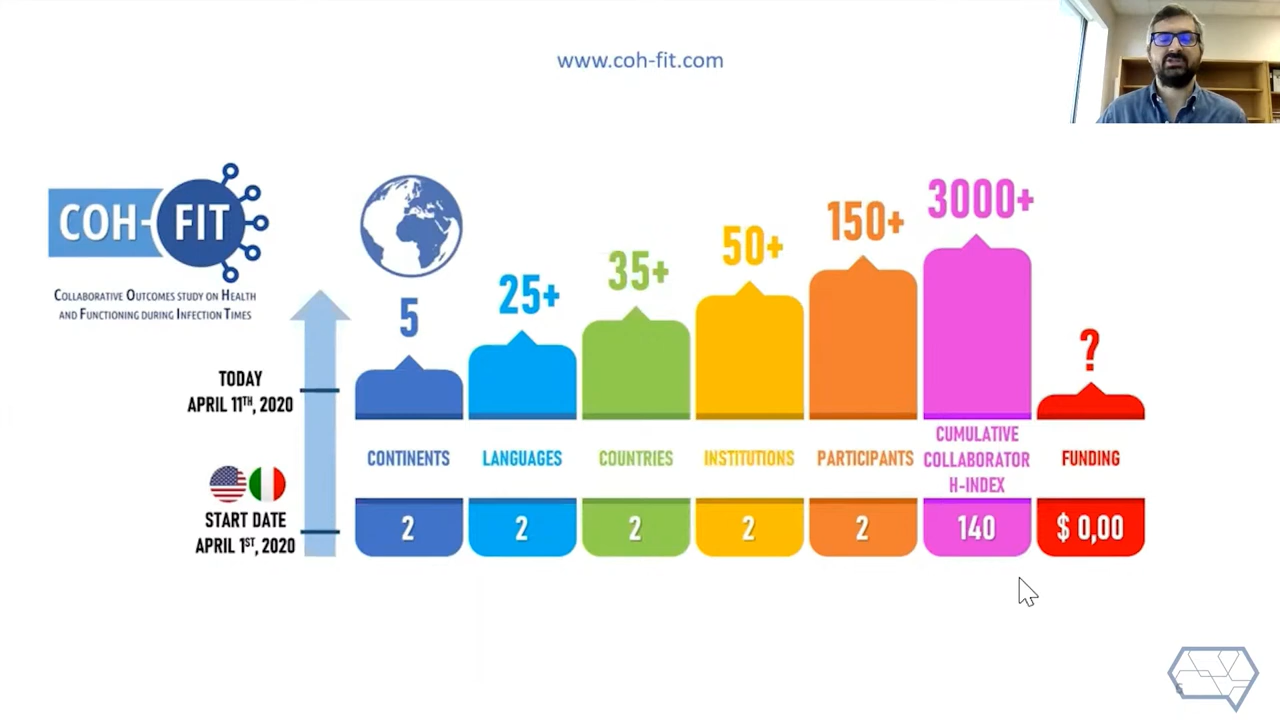 www.coh-fit.com
COH-FIT
COLLABORATIVE OUTCOMES STUDY ON HEALTH
AND FUNCTIONING DURING INFECTION TIMES
5
25+
35+
50+
150+
3000+
?
TODAY
APRIL 11TH, 2020
CONTINENTS
LANGUAGES
COUNTRIES
INSTITUTIONS
PARTICIPANTS
CUMULATIVE
COLLABORATOR
H-INDEX
FUNDING
START DATE
APRIL 1ST, 2020
2
2
2
2
2
140
$ 0,00